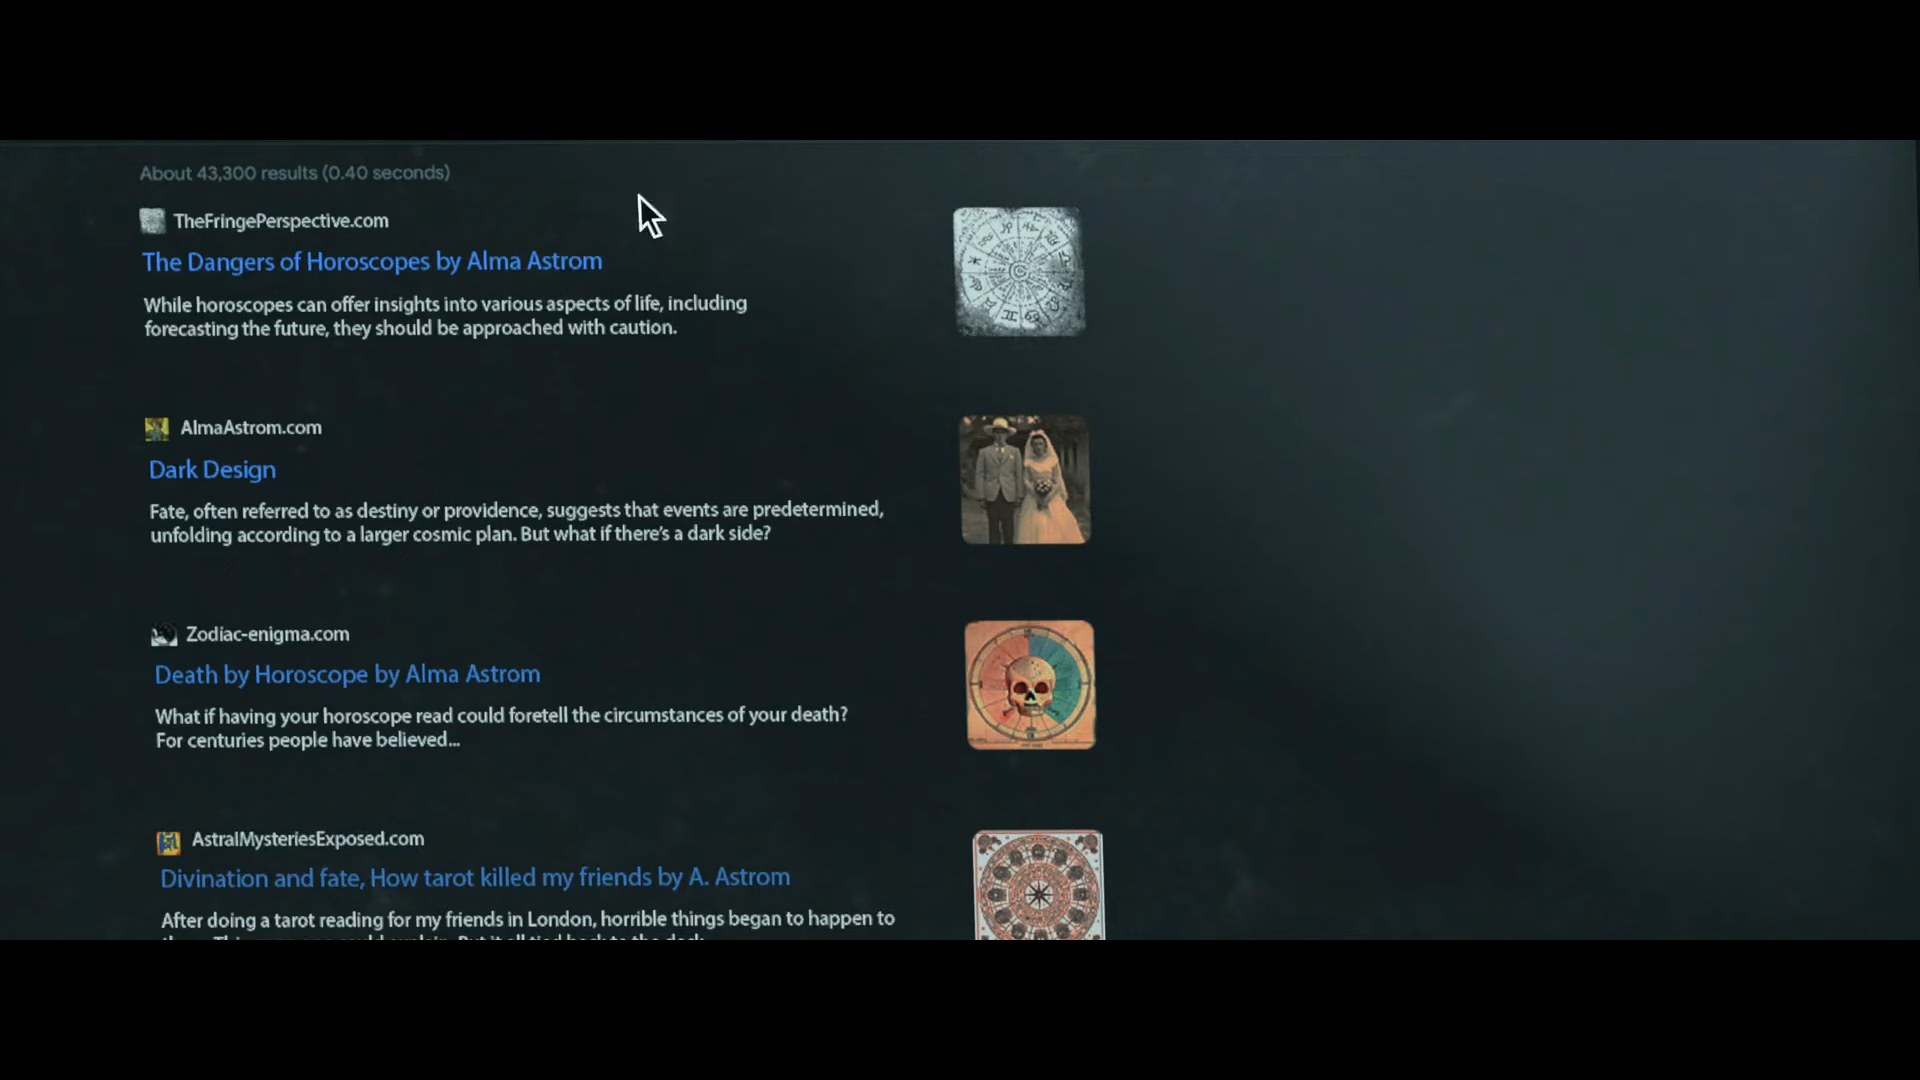 About 43,300 results (0.40 seconds)
TheFringePerspective.com
The Dangers of Horoscopes by Alma Astrom
While horoscopes can offer insights into various aspects of life, including
forecasting the future, they should be approached with caution.
AlmaAstrom.com
Dark Design
Fate, often referred to as destiny or providence, suggests that events are predetermined,
unfolding according to a larger cosmic plan. But what if there's a dark side?
Zodiac-enigma.com
Death by Horoscope by Alma Astrom
What if having your horoscope read could foretell the circumstances of your death?
For centuries people have believed...
AstralMysteriesExposed.com
Divination and fate, How tarot killed my friends by A. Astrom
After doing a tarot reading for my friends in London, horrible things began to happen to